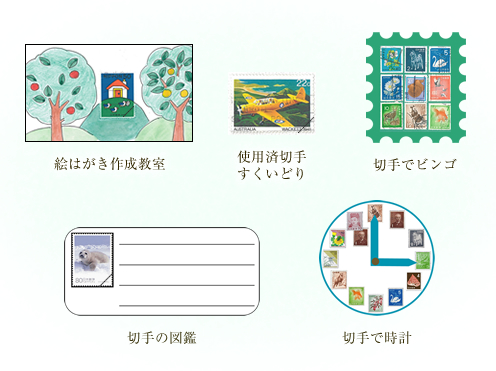 絵はがき作成教室
22c
AUSTRALIA
使用済切手
すくいどり
切手でビンゴ
80
切手の図鑑
切手で時計